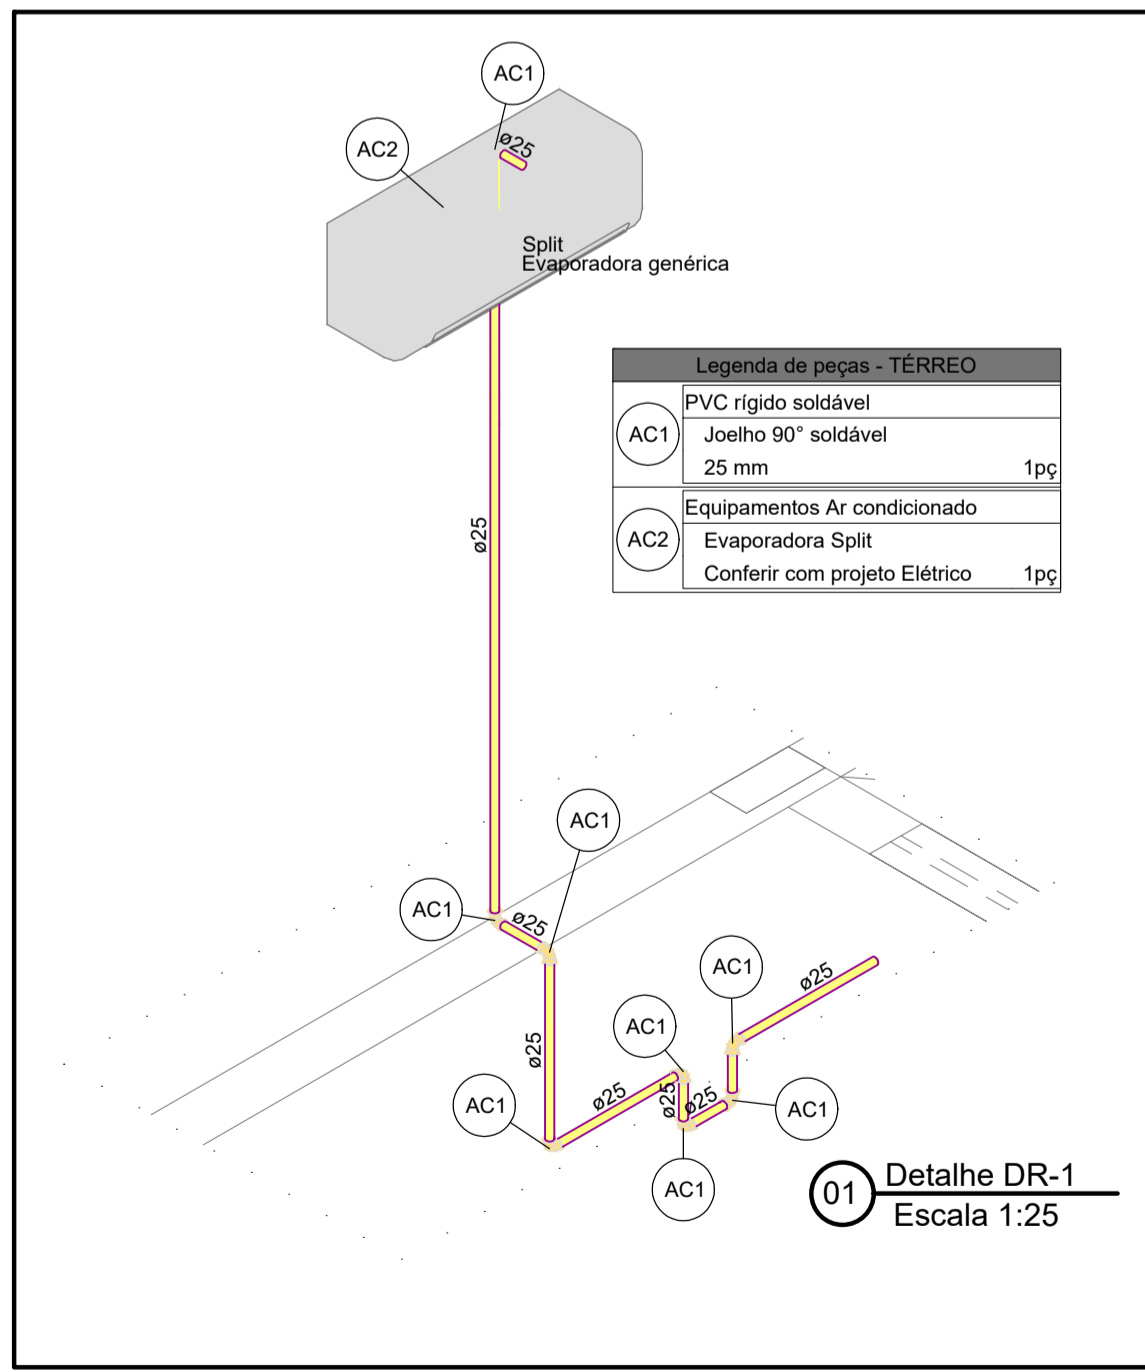 AC1
AC2
ø25
Split
Evaporadora genérica
Legenda de peças - TÉRREO
AC1
PVC rígido soldável
Joelho 90° soldável
25 mm 1pç
AC2
Equipamentos Ar condicionado
Evaporadora Split
Conferir com projeto Elétrico 1pç
ø25
AC1
AC1
ø25
AC1
ø25
AC1
ø25
ø25
AC1
ø25
ø25
AC1
AC1
01
Detalhe DR-1
Escala 1:25